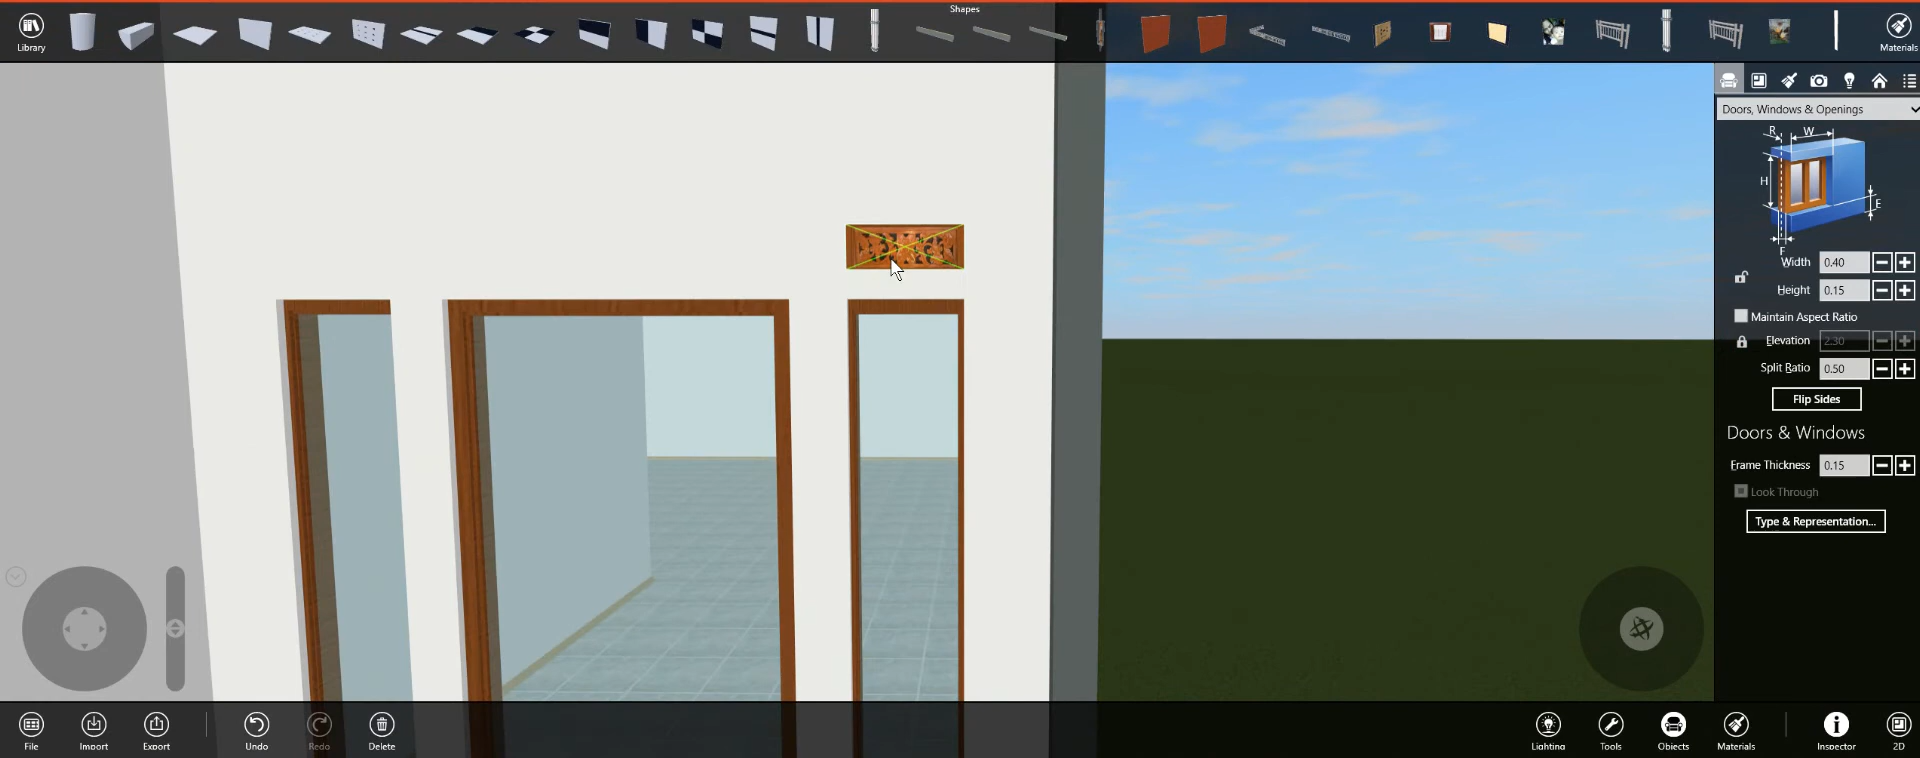 Shapes
Library
Materials
Doors, Windows & Openings
R
W
H
E
F
Width 0.40
Height 0.15
Maintain Aspect Ratio
Elevation 2.30
Split Ratio 0.50
Flip Sides
Doors & Windows
Frame Thickness 0.15
Look Through
Type & Representation...
File
Import
Export
Undo
Redo
Delete
Lighting
Tools
Objects
Materials
Inspector
2D